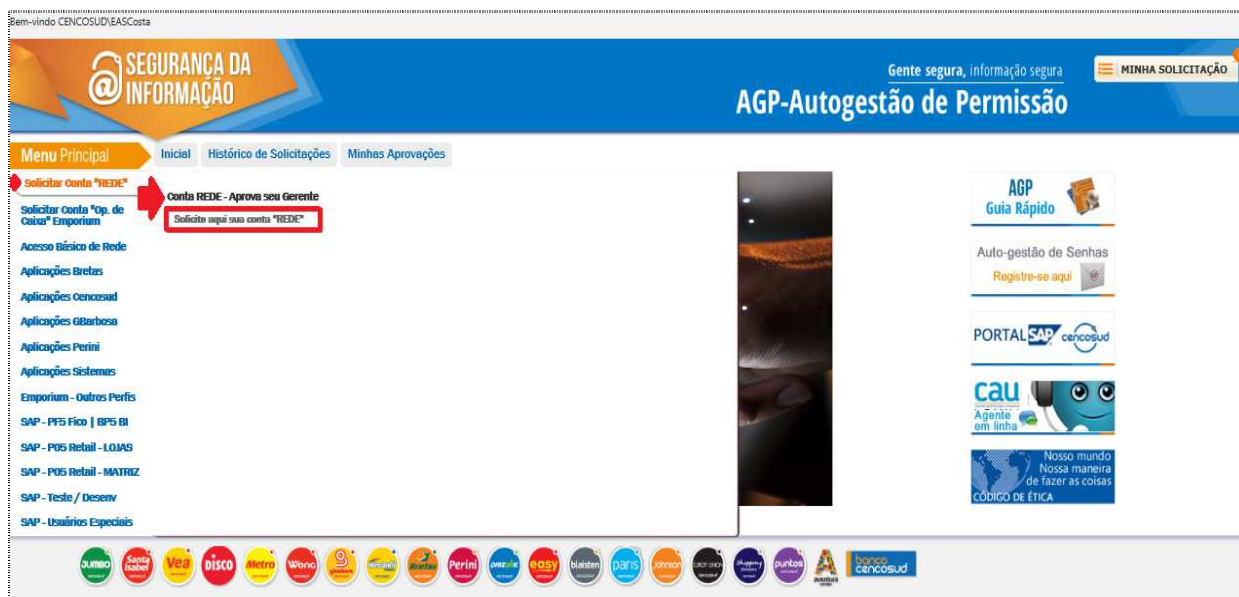 Bem-vindo CENCOSUD\EASCosta
@ SEGURANÇA DA
INFORMAÇÃO
Gente segura, informação segura
AGP-Autogestão de Permissão
MINHA SOLICITAÇÃO
Menu Principal
Inicial
Histórico de Solicitações
Minhas Aprovações
Solicitar Conta "REDE"
Solicitar Conta "Op. de
Caixa" Emporium
Acesso Básico de Rede
Aplicações Bretas
Aplicações Cencosud
Aplicações GBarbosa
Aplicações Perini
Aplicações Sistemas
Emporium - Outros Perfis
SAP - PF5 Fico | BP5 BI
SAP - P05 Retail - LOJAS
SAP - P05 Retail - MATRIZ
SAP - Teste / Desenv
SAP - Usuários Especiais
Conta REDE - Aprova seu Gerente
Solicite aqui sua conta "REDE"
AGP
Guia Rápido
Auto-gestão de Senhas
Registre-se aqui
PORTAL SAP cencosud
cau
Agente
em linha
Nosso mundo
Nossa maneira
de fazer as coisas
CÓDIGO DE ÉTICA
JUMBO
Santa
Isabel
Vea
DISCO
Metro
Wong
Bretas
Perini
easy
blaisten
paris
Johnson
Shopping
puntos
aventura
banco
cencosud